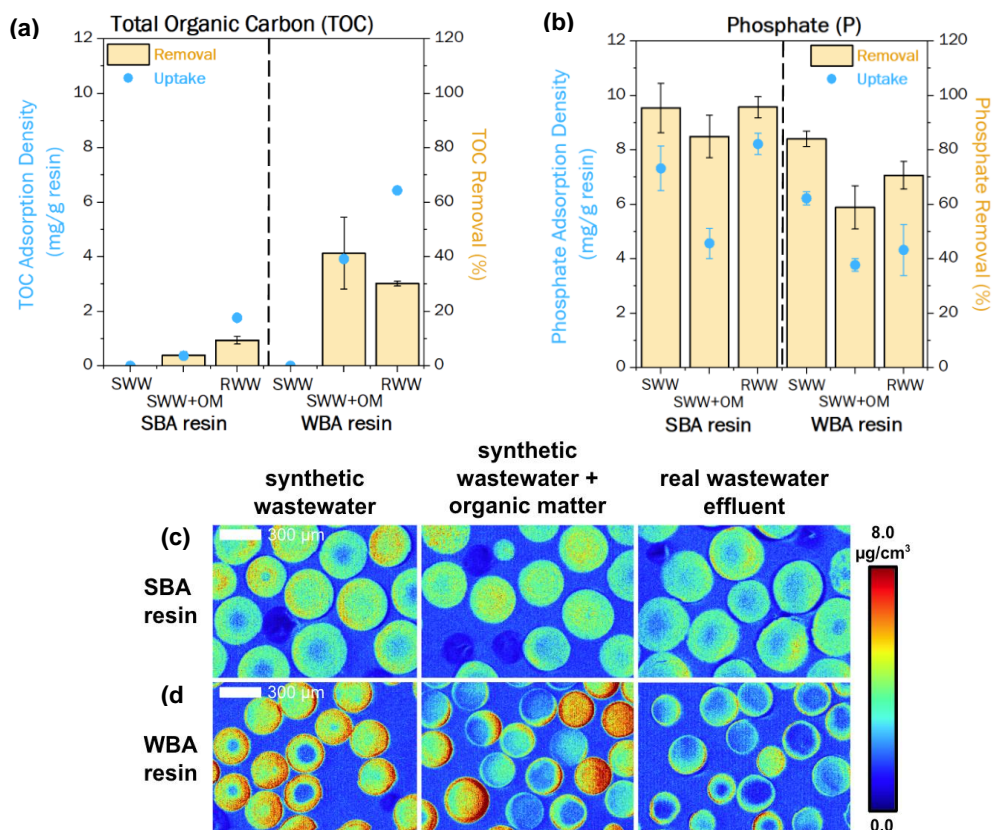 (a)
Total Organic Carbon (TOC)
Removal
Uptake
TOC Adsorption Density
(mg/g resin)
12
10
8
6
4
2
0
120
100
80
60
40
20
0
TOC Removal (%)
SWW
SWW+OM
RWW
SWW
SWW+OM
RWW
SBA resin
WBA resin
(b)
Phosphate (P)
Removal
Uptake
Phosphate Adsorption Density
(mg/g resin)
12
10
8
6
4
2
0
120
100
80
60
40
20
0
Phosphate Removal (%)
SWW
SWW+OM
RWW
SWW
SWW+OM
RWW
SBA resin
WBA resin
synthetic
wastewater
synthetic
wastewater +
organic matter
real wastewater
effluent
(c)
SBA
resin
300 μm
(d)
WBA
resin
300 μm
8.0
μg/cm³
0.0